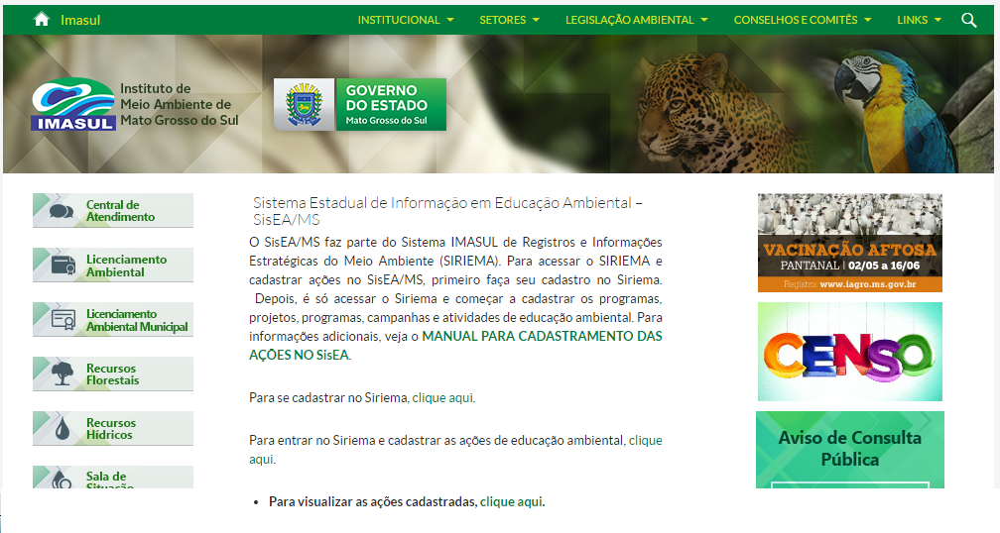 Imasul
INSTITUCIONAL
SETORES
LEGISLAÇÃO AMBIENTAL
CONSELHOS E COMITÊS
LINKS
IMASUL
Instituto de
Meio Ambiente de
Mato Grosso do Sul
GOVERNO
DO ESTADO
Mato Grosso do Sul
Central de
Atendimento
Licenciamento
Ambiental
Licenciamento
Ambiental Municipal
Recursos
Florestais
Recursos
Hídricos
Sala de
Situação
Sistema Estadual de Informação em Educação Ambiental –
SisEA/MS
O SisEA/MS faz parte do Sistema IMASUL de Registros e Informações
Estratégicas do Meio Ambiente (SIRIEMA). Para acessar o SIRIEMA e
cadastrar ações no SisEA/MS, primeiro faça seu cadastro no Siriema.
Depois, é só acessar o Siriema e começar a cadastrar os programas,
projetos, programas, campanhas e atividades de educação ambiental. Para
informações adicionais, veja o MANUAL PARA CADASTRAMENTO DAS
AÇÕES NO SisEA.
Para se cadastrar no Siriema, clique aqui.
Para entrar no Siriema e cadastrar as ações de educação ambiental, clique
aqui.
• Para visualizar as ações cadastradas, clique aqui.
VACINAÇÃO AFTOSA
PANTANAL | 02/05 a 16/06
Registro: www.iagro.ms.gov.br
CENSO
Aviso de Consulta
Pública